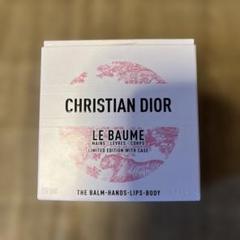 CHRISTIAN DIOR
LE BAUME
MAINS · LÈVRES · CORPS
LIMITED EDITION WITH CASE
THE BALM-HANDS-LIPS-BODY